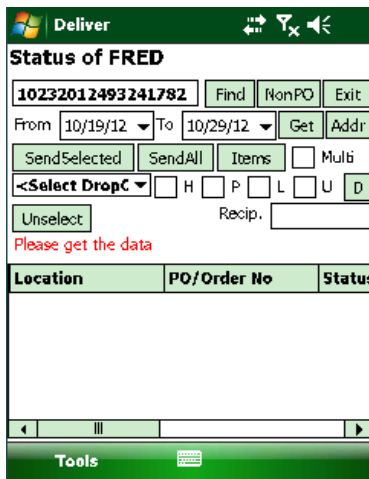 Deliver
Status of FRED
10232012493241782 Find NonPO Exit
From 10/19/12 To 10/29/12 Get Addr
SendSelected SendAll Items Multi
<Select DropC H P L U D
Unselect Recip.
Please get the data
Location PO/Order No Status
Tools